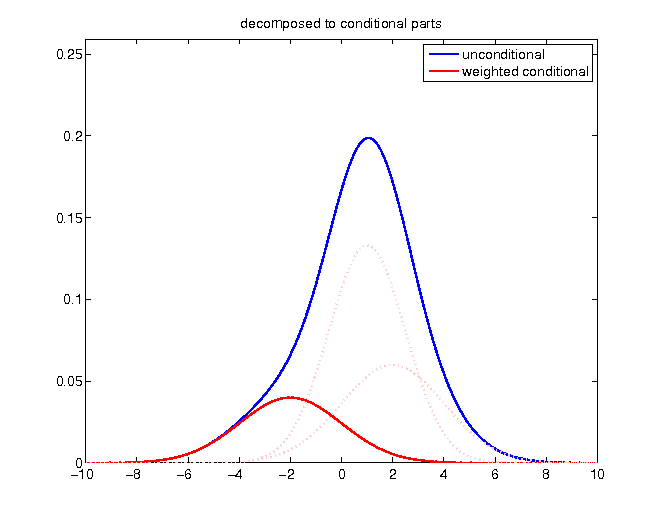 decomposed to conditional parts
unconditional
weighted conditional
0.25
0.2
0.15
0.1
0.05
0
−10 −8 −6 −4 −2 0 2 4 6 8 10